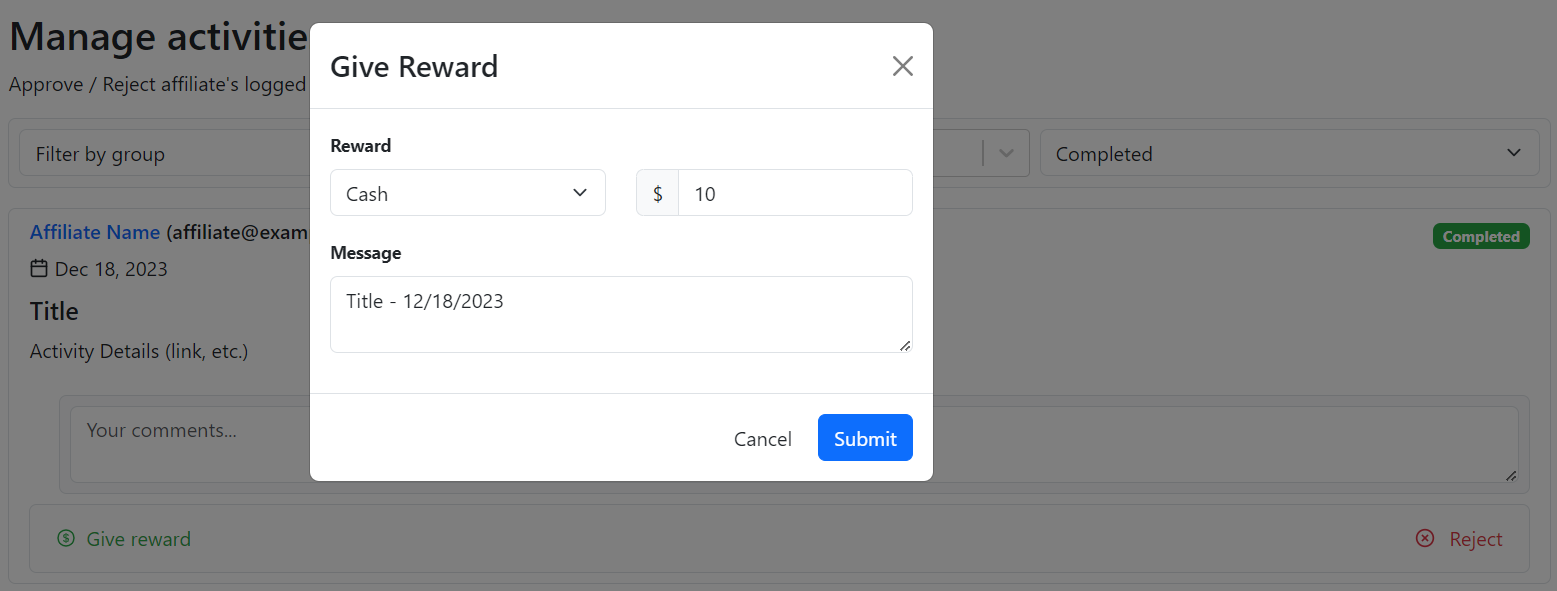 Manage activitie
Approve / Reject affiliate's logged
Filter by group
Completed
Affiliate Name (affiliate@exam
Completed
Dec 18, 2023
Title
Activity Details (link, etc.)
Your comments...
$ Give reward
Reject
Give Reward
Reward
Cash
$ 10
Message
Title - 12/18/2023
Cancel
Submit